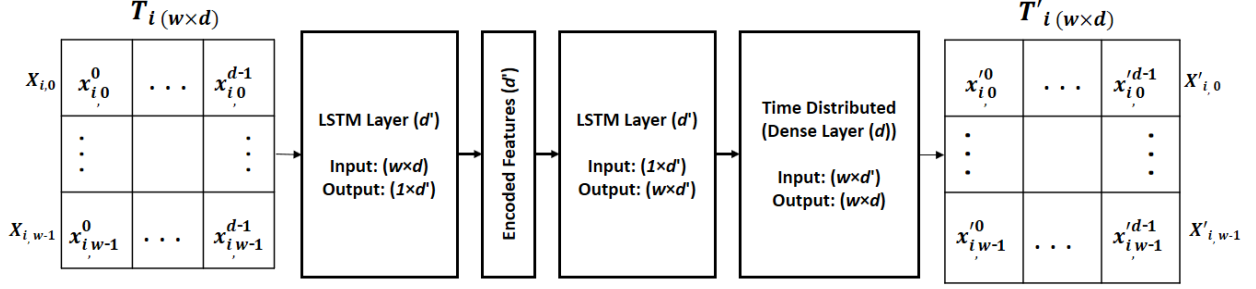 T i (w×d)
X i,0
x 0 i,0 . . . x d-1 i,0
⋮ ⋮
X i,w-1
x 0 i,w-1 . . . x d-1 i,w-1
LSTM Layer (d')
Input: (w×d)
Output: (1×d')
Encoded Features (d')
LSTM Layer (d')
Input: (1×d')
Output: (w×d')
Time Distributed
(Dense Layer (d))
Input: (w×d')
Output: (w×d)
T' i (w×d)
x ′0 i,0 . . . x ′d-1 i,0
X' i,0
⋮ ⋮
x ′0 i,w-1 . . . x ′d-1 i,w-1
X' i,w-1